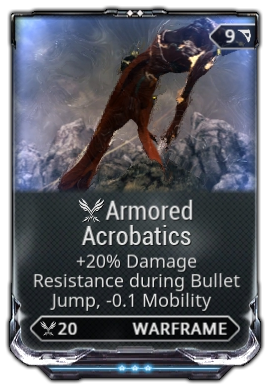 9
Armored
Acrobatics
+20% Damage
Resistance during Bullet
Jump, -0.1 Mobility
20 WARFRAME